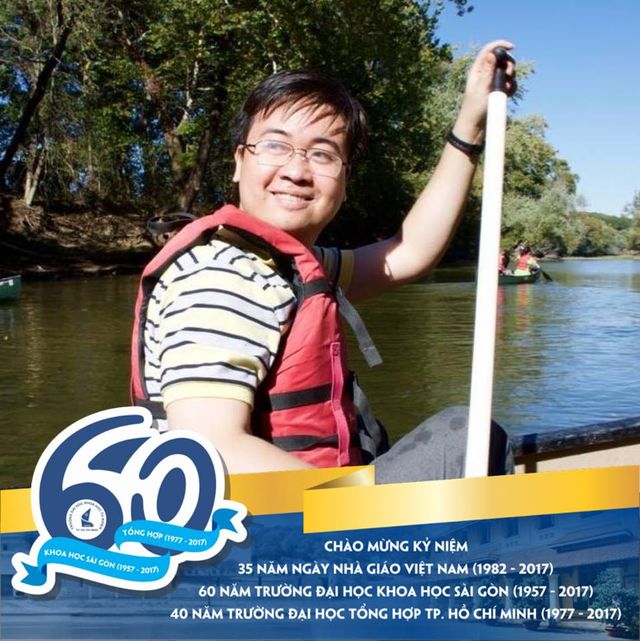 60
TỔNG HỢP (1977 - 2017)
KHOA HỌC SÀI GÒN (1957 - 2017)
CHÀO MỪNG KỶ NIỆM
35 NĂM NGÀY NHÀ GIÁO VIỆT NAM (1982 - 2017)
60 NĂM TRƯỜNG ĐẠI HỌC KHOA HỌC SÀI GÒN (1957 - 2017)
40 NĂM TRƯỜNG ĐẠI HỌC TỔNG HỢP TP. HỒ CHÍ MINH (1977 - 2017)